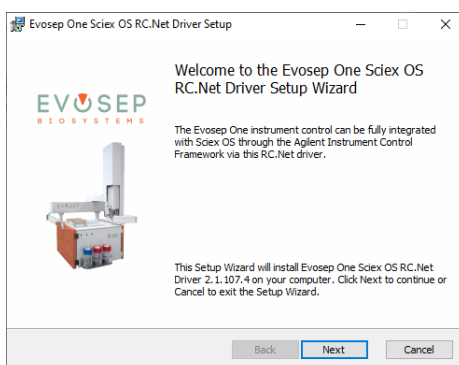 Evosep One Sciex OS RC.Net Driver Setup
Welcome to the Evosep One Sciex OS
RC.Net Driver Setup Wizard
EVOSEP
BIOSYSTEMS
The Evosep One instrument control can be fully integrated
with Sciex OS through the Agilent Instrument Control
Framework via this RC.Net driver.
EVOSEP
This Setup Wizard will install Evosep One Sciex OS RC.Net
Driver 2.1.107.4 on your computer. Click Next to continue or
Cancel to exit the Setup Wizard.
Back Next Cancel